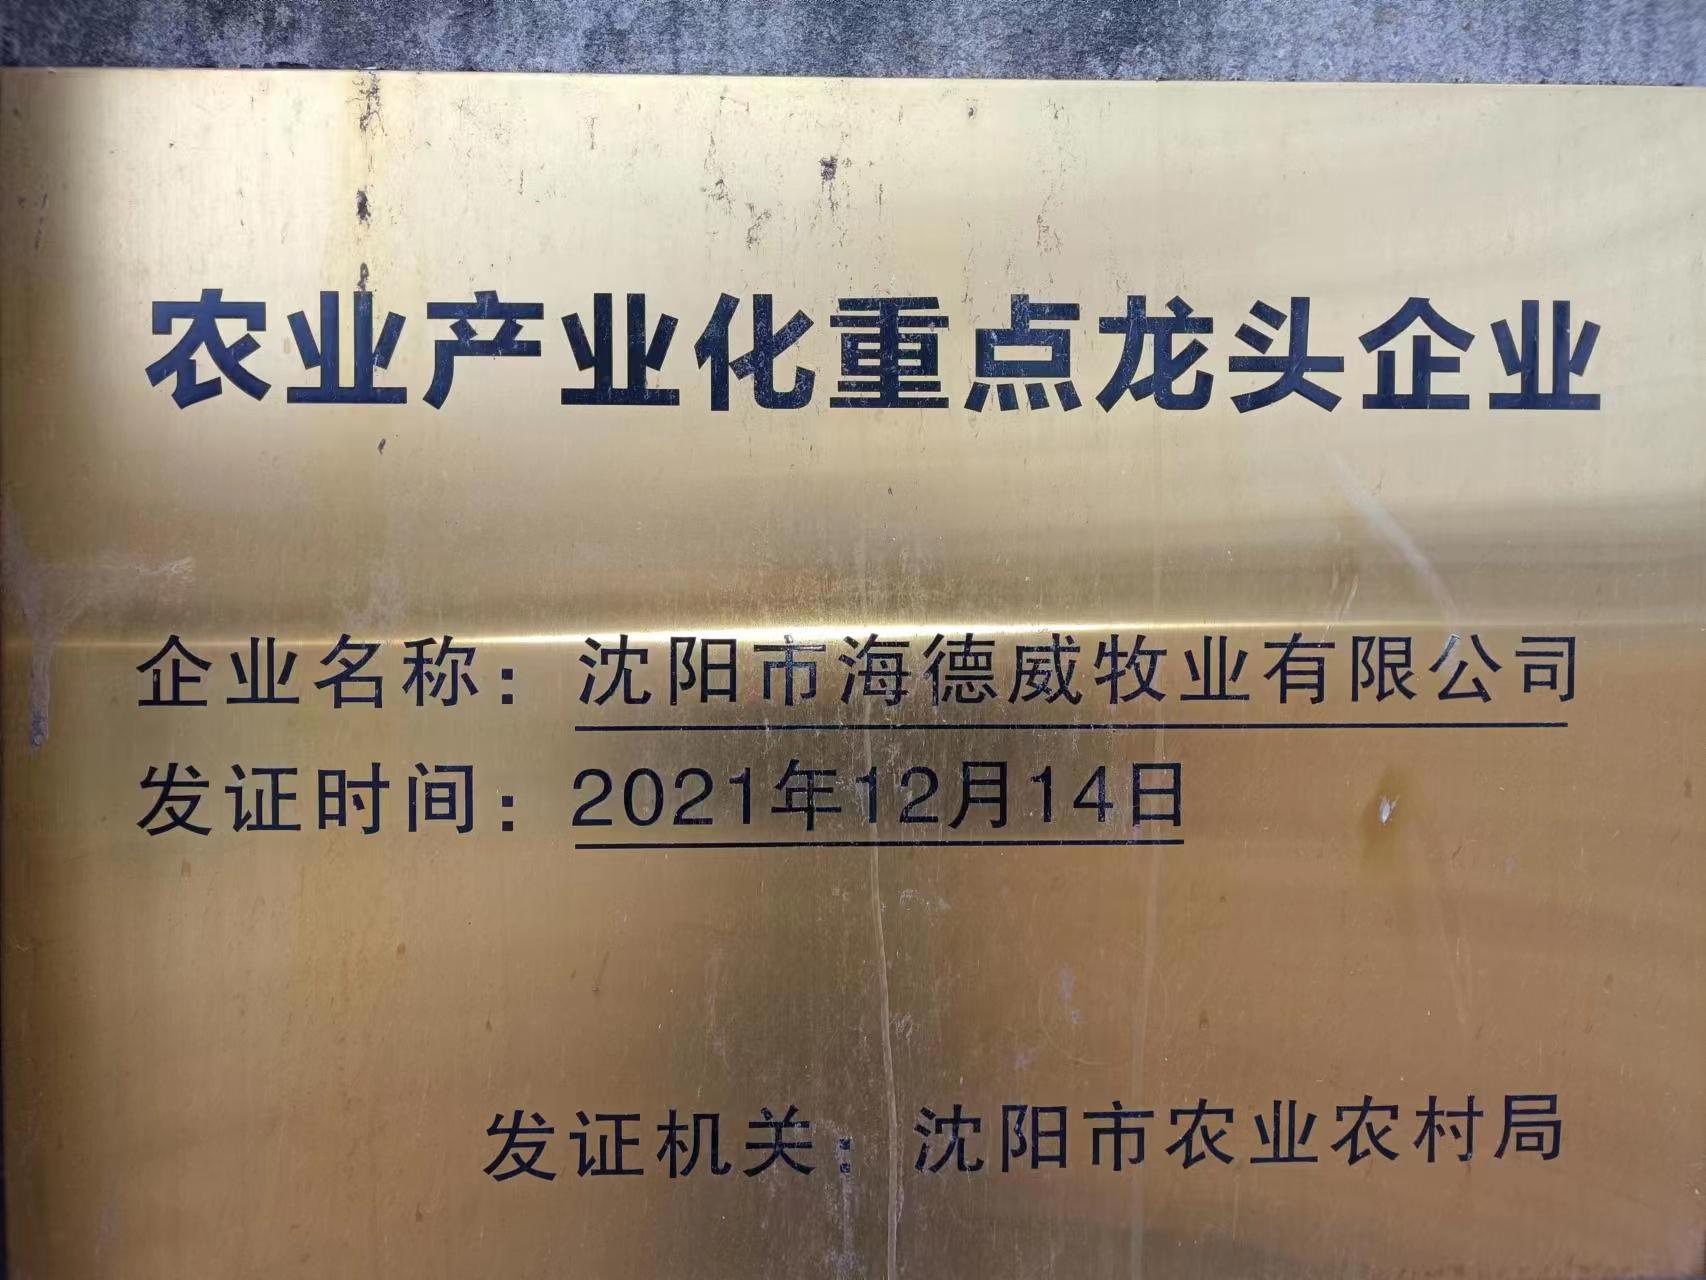 农业产业化重点龙头企业
企业名称：沈阳市海德威牧业有限公司
发证时间：2021年12月14日
发证机关：沈阳市农业农村局